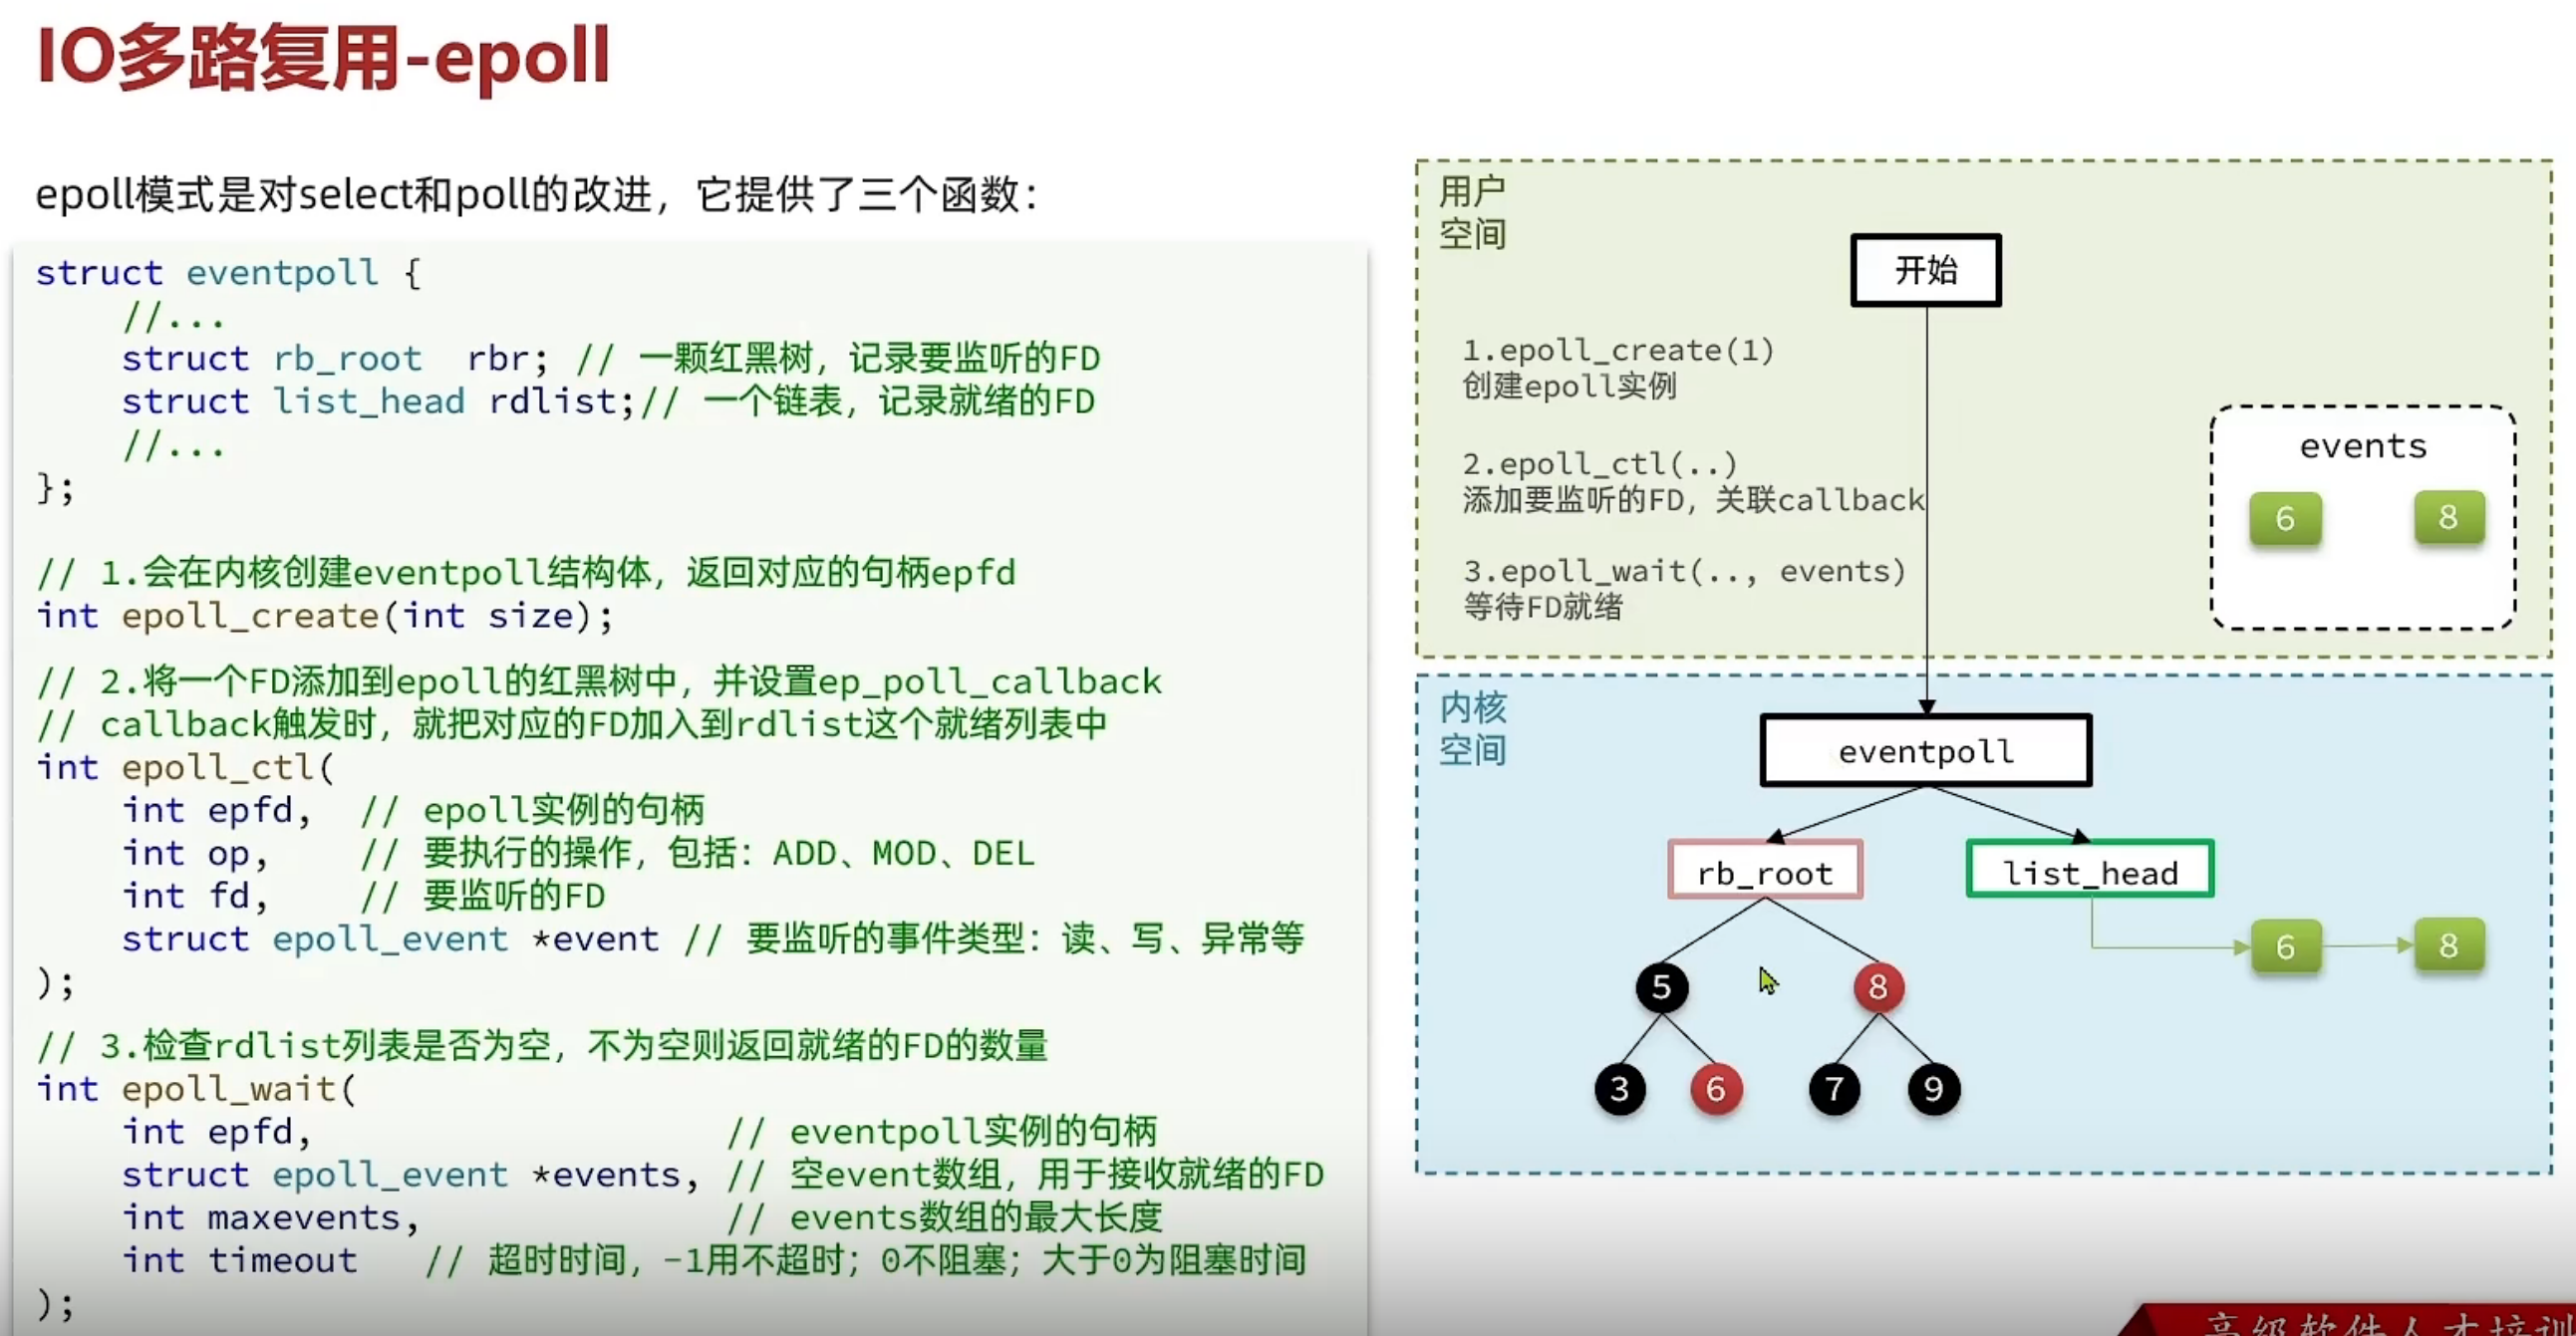 IO多路复用-epoll
epoll模式是对select和poll的改进，它提供了三个函数：
struct eventpoll {
//...
struct rb_root  rbr; // 一颗红黑树，记录要监听的FD
struct list_head rdlist;// 一个链表，记录就绪的FD
//...
};
// 1.会在内核创建eventpoll结构体，返回对应的句柄epfd
int epoll_create(int size);
// 2.将一个FD添加到epoll的红黑树中，并设置ep_poll_callback
// callback触发时，就把对应的FD加入到rdlist这个就绪列表中
int epoll_ctl(
int epfd,  // epoll实例的句柄
int op,    // 要执行的操作，包括：ADD、MOD、DEL
int fd,    // 要监听的FD
struct epoll_event *event // 要监听的事件类型：读、写、异常等
);
// 3.检查rdlist列表是否为空，不为空则返回就绪的FD的数量
int epoll_wait(
int epfd,                   // eventpoll实例的句柄
struct epoll_event *events, // 空event数组，用于接收就绪的FD
int maxevents,              // events数组的最大长度
int timeout   // 超时时间，-1用不超时；0不阻塞；大于0为阻塞时间
);
用户
空间
开始
1.epoll_create(1)
创建epoll实例
2.epoll_ctl(..)
添加要监听的FD，关联callback
3.epoll_wait(.., events)
等待FD就绪
events
6 8
内核
空间
eventpoll
rb_root list_head
6 8
5 8
3 6 7 9
高级软件人才培训